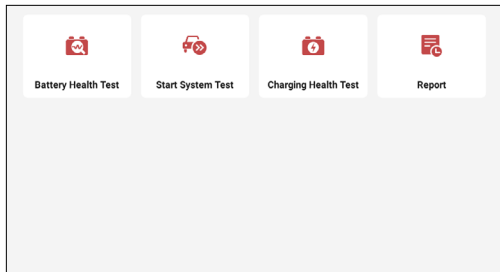 Battery Health Test
Start System Test
Charging Health Test
Report